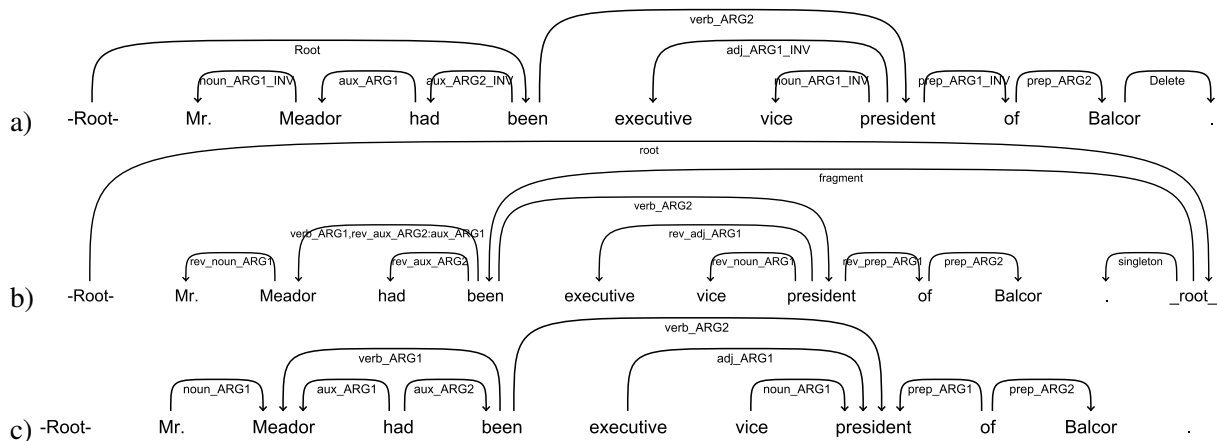 verb_ARG2
Root adj_ARG1_INV
noun_ARG1_INV aux_ARG1 aux_ARG2_INV noun_ARG1_INV prep_ARG1_INV prep_ARG2 Delete
a) -Root- Mr. Meador had been executive vice president of Balcor .
root
fragment
verb_ARG2
verb_ARG1,rev_aux_ARG2:aux_ARG1 rev_adj_ARG1
rev_noun_ARG1 rev_aux_ARG2 rev_noun_ARG1 rev_prep_ARG1 prep_ARG2 singleton
b) -Root- Mr. Meador had been executive vice president of Balcor . _root_
verb_ARG2
verb_ARG1 adj_ARG1
noun_ARG1 aux_ARG1 aux_ARG2 noun_ARG1 prep_ARG1 prep_ARG2
c) -Root- Mr. Meador had been executive vice president of Balcor .